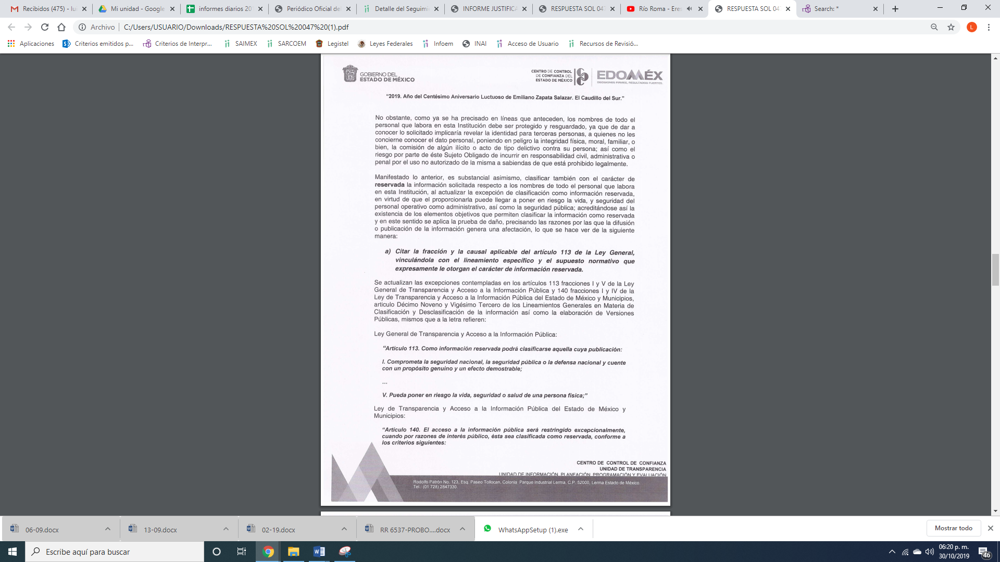 Recibidos (475) - lui
Mi unidad - Google
informes diarios 201
Periódico Oficial del
Detalle del Seguimi
INFORME JUSTIFICA
RESPUESTA SOL 047
Río Roma - Eres
RESPUESTA SOL 047
Search: *
Archivo
C:/Users/USUARIO/Downloads/RESPUESTA%20SOL%20047%20(1).pdf
L
Aplicaciones
Criterios emitidos p...
Criterios de Interpr...
SAIMEX
SARCOEM
Legistel
Leyes Federales
Infoem
INAI
Acceso de Usuario
Recursos de Revisió...
GOBIERNO DEL
ESTADO DE MÉXICO
CENTRO DE CONTROL
DE CONFIANZA DEL
ESTADO DE MÉXICO
EDOMÉX
DECISIONES FIRMES, RESULTADOS FUERTES.
“2019. Año del Centésimo Aniversario Luctuoso de Emiliano Zapata Salazar. El Caudillo del Sur.”
No obstante, como ya se ha precisado en líneas que anteceden, los nombres de todo el
personal que labora en esta Institución debe ser protegido y resguardado, ya que de dar a
conocer lo solicitado implicaría revelar la identidad para terceras personas, a quienes no les
concierne conocer el dato personal, poniendo en peligro la integridad física, moral, familiar, o
bien, la comisión de algún ilícito o acto de tipo delictivo contra su persona; así como el
riesgo por parte de éste Sujeto Obligado de incurrir en responsabilidad civil, administrativa o
penal por el uso no autorizado de la misma a sabiendas de que está prohibido legalmente.
Manifestado lo anterior, es substancial asimismo, clasificar también con el carácter de
reservada la información solicitada respecto a los nombres de todo el personal que labora
en esta Institución, al actualizar la excepción de clasificación como información reservada,
en virtud de que el proporcionarla puede llegar a poner en riesgo la vida, y seguridad del
personal operativo como administrativo, así como la seguridad pública; acreditándose así la
existencia de los elementos objetivos que permiten clasificar la información como reservada
y en este sentido se aplica la prueba de daño, precisando las razones por las que la difusión
o publicación de la información genera una afectación, lo que se hace ver de la siguiente
manera:
a) Citar la fracción y la causal aplicable del artículo 113 de la Ley General,
vinculándola con el lineamiento específico y el supuesto normativo que
expresamente le otorgan el carácter de información reservada.
Se actualizan las excepciones contempladas en los artículos 113 fracciones I y V de la Ley
General de Transparencia y Acceso a la Información Pública y 140 fracciones I y IV de la
Ley de Transparencia y Acceso a la Información Pública del Estado de México y Municipios,
articulo Décimo Noveno y Vigésimo Tercero de los Lineamientos Generales en Materia de
Clasificación y Desclasificación de la información así como la elaboración de Versiones
Públicas, mismos que a la letra refieren:
Ley General de Transparencia y Acceso a la Información Pública:
“Artículo 113. Como información reservada podrá clasificarse aquella cuya publicación:
I. Comprometa la seguridad nacional, la seguridad pública o la defensa nacional y cuente
con un propósito genuino y un efecto demostrable;
...
V. Pueda poner en riesgo la vida, seguridad o salud de una persona física;”
Ley de Transparencia y Acceso a la Información Pública del Estado de México y
Municipios:
“Artículo 140. El acceso a la información pública será restringido excepcionalmente,
cuando por razones de interés público, ésta sea clasificada como reservada, conforme a
los criterios siguientes:
CENTRO DE CONTROL DE CONFIANZA
UNIDAD DE TRANSPARENCIA
UNIDAD DE INFORMACIÓN, PLANEACIÓN, PROGRAMACIÓN Y EVALUACIÓN
Rodolfo Patrón No. 123, Esq. Paseo Tollocan, Colonia Parque Industrial Lerma, C.P. 52000, Lerma Estado de México.
Tel.: (01 728) 2847330.
06-09.docx
13-09.docx
02-19.docx
RR 6537-PROBO....docx
WhatsAppSetup (1).exe
Mostrar todo
Escribe aquí para buscar
06:20 p. m.
30/10/2019
46